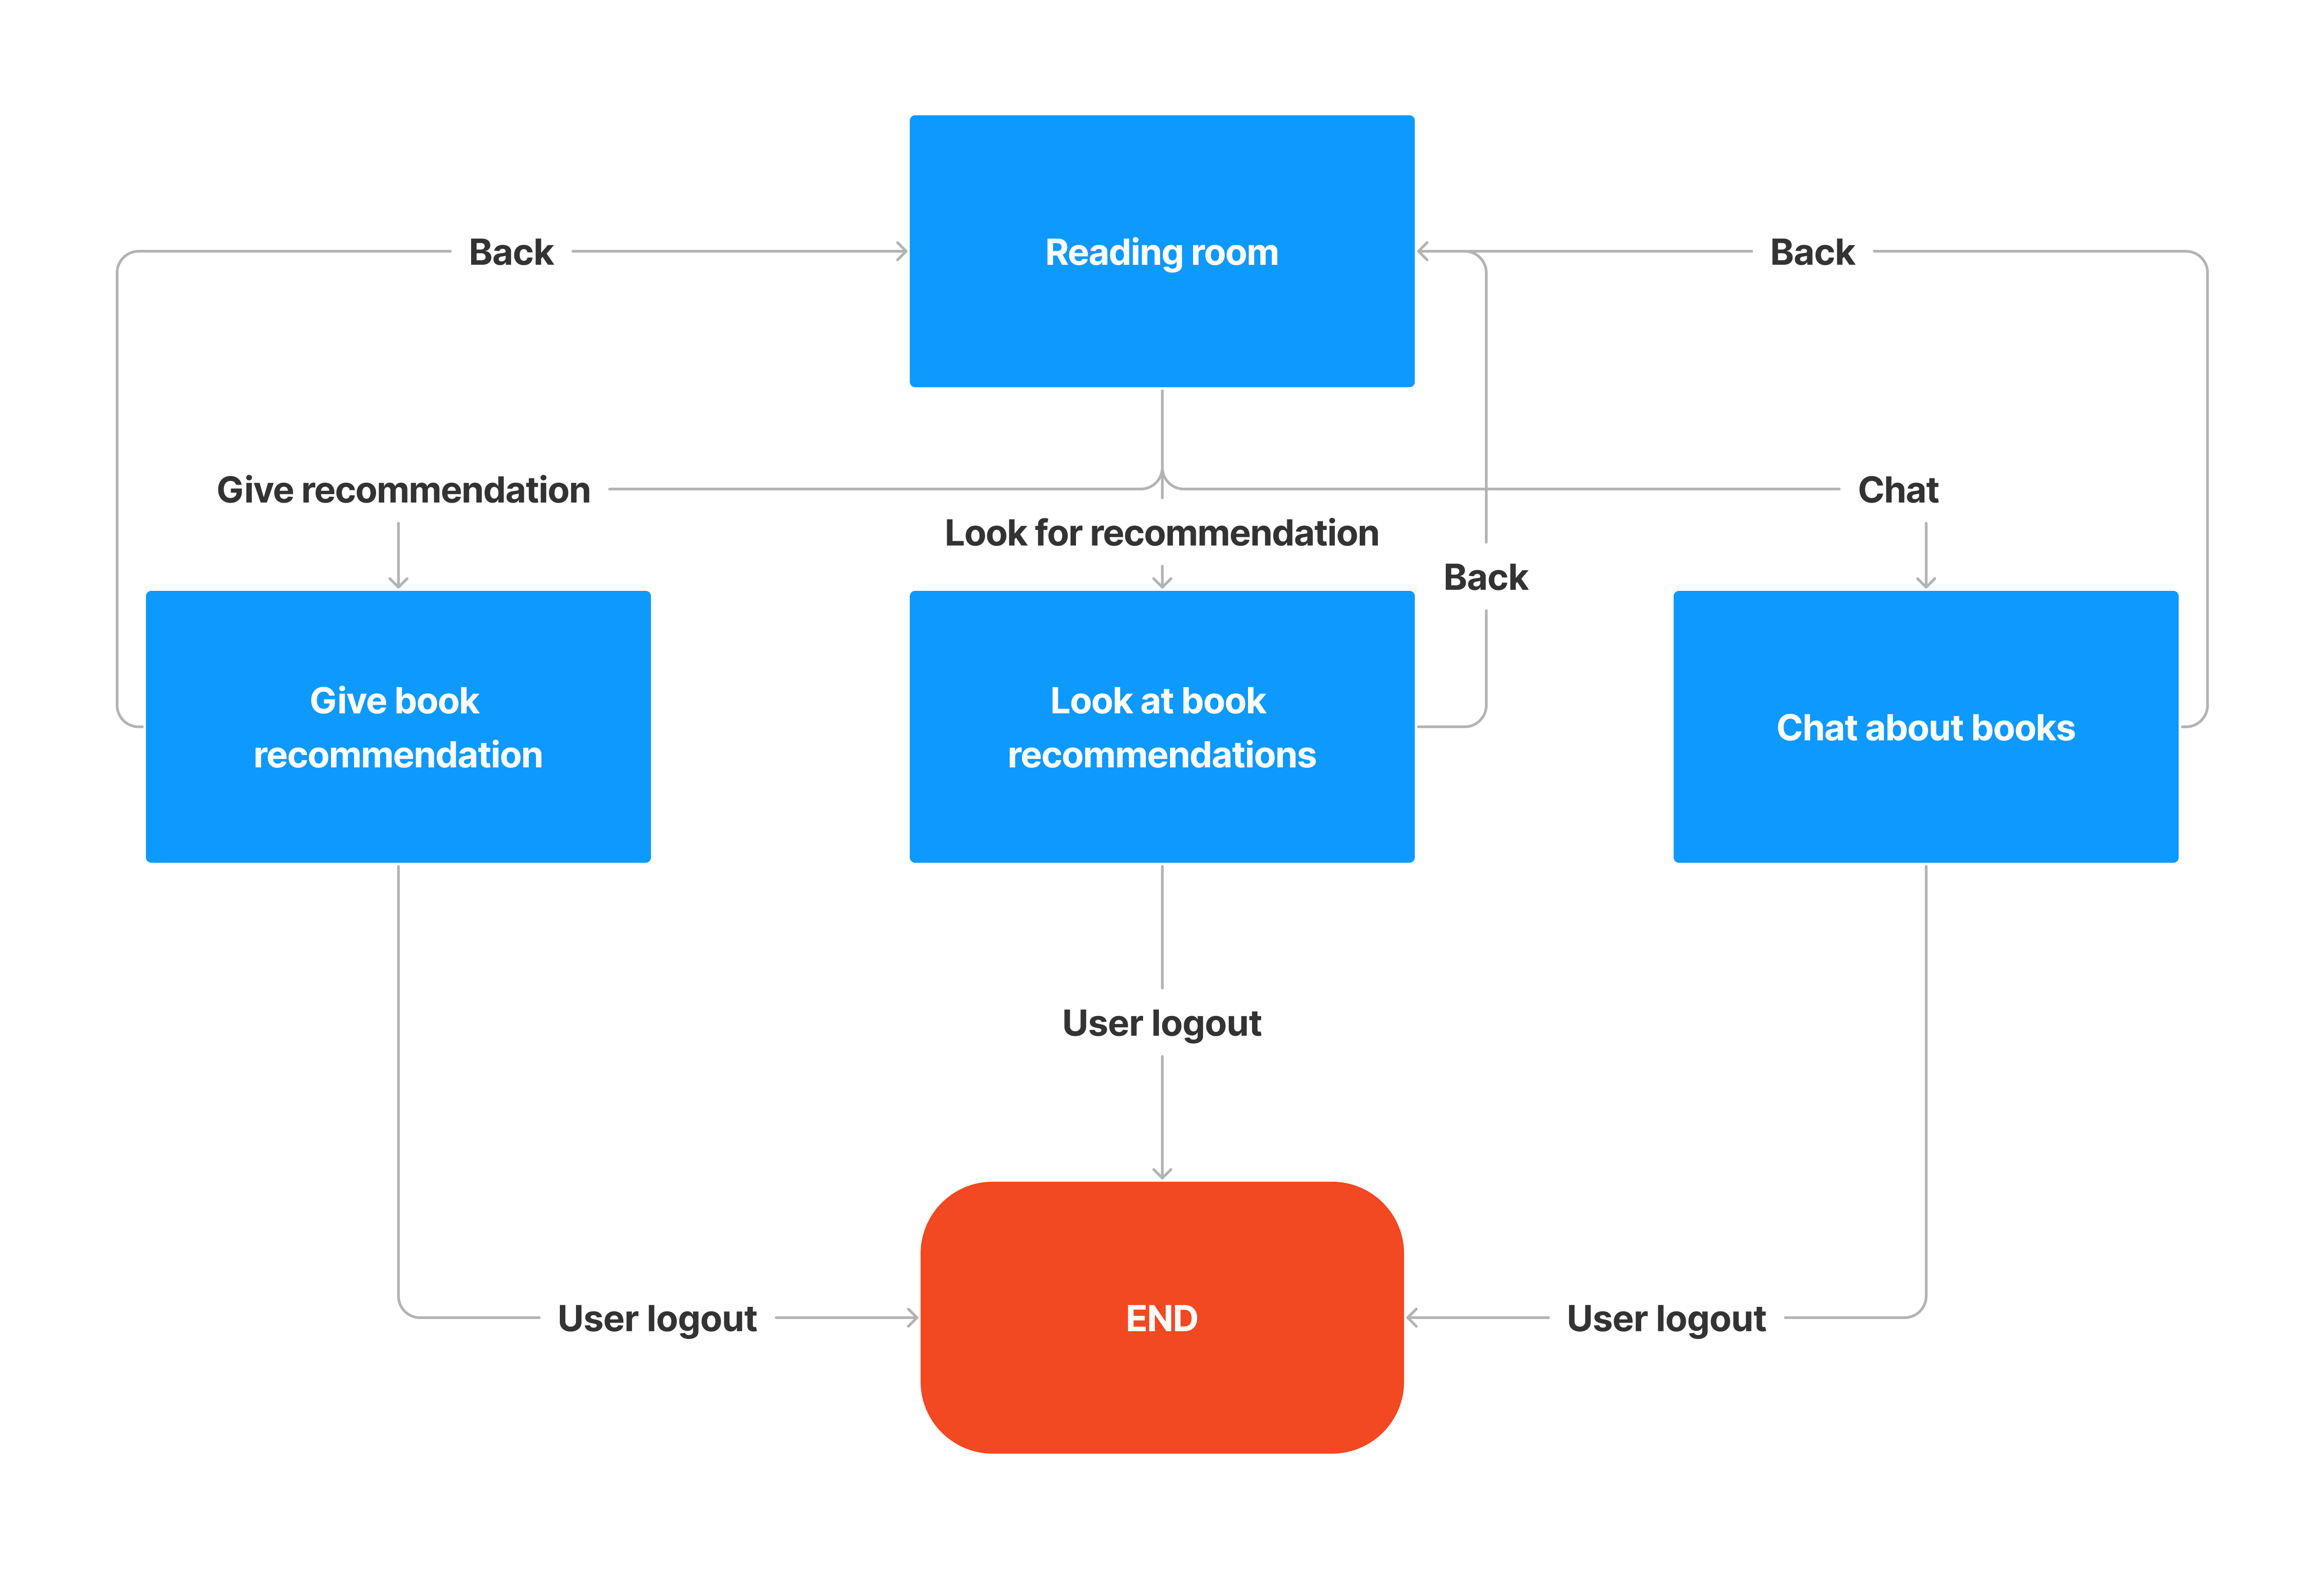 Reading room
Back
Back
Give recommendation
Chat
Look for recommendation
Back
Give book
recommendation
Look at book
recommendations
Chat about books
User logout
User logout
END
User logout